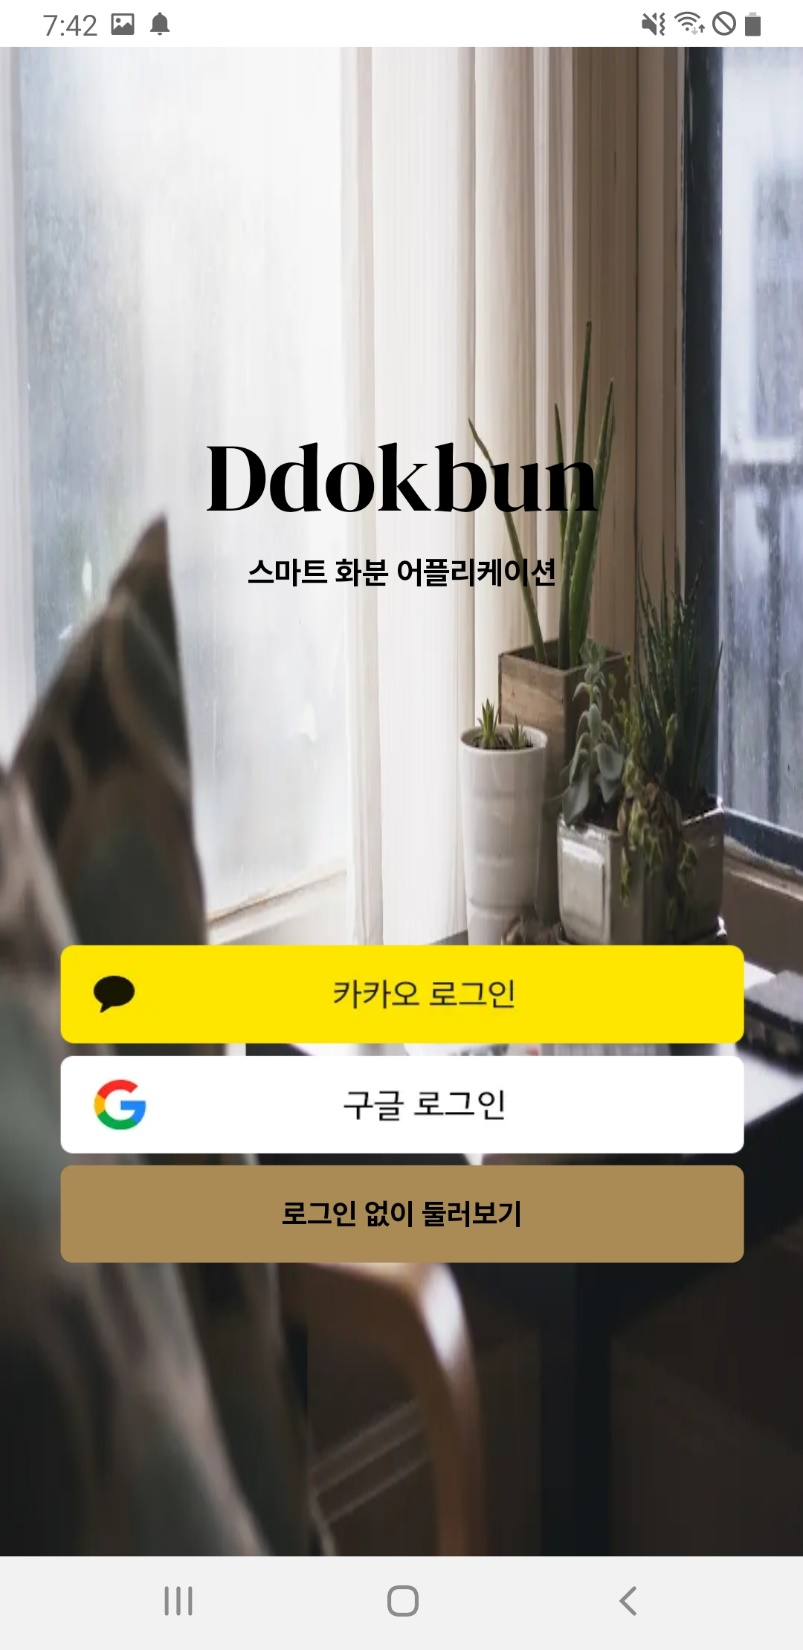 7:42
Ddokbun
스마트 화분 어플리케이션
카카오 로그인
구글 로그인
로그인 없이 둘러보기